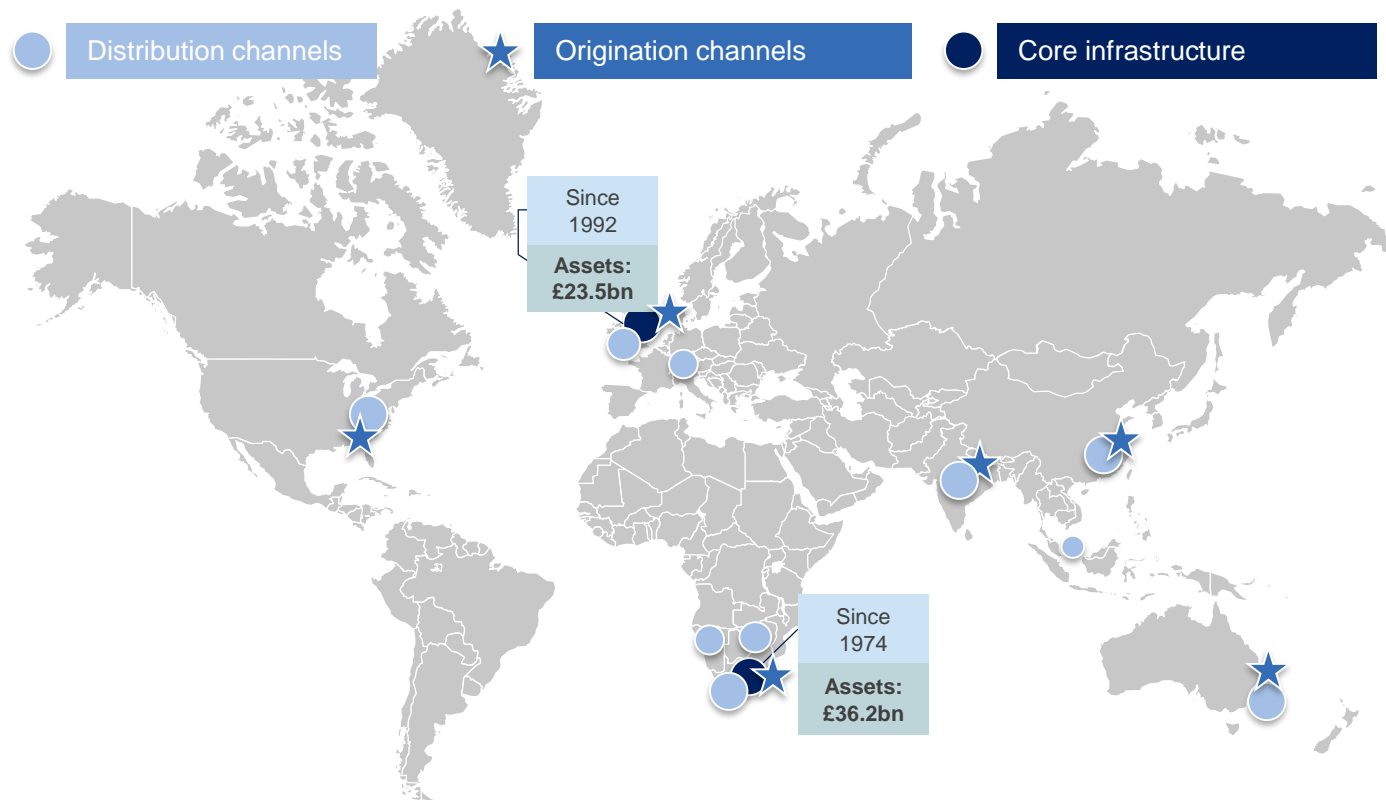 Distribution channels
Origination channels
Core infrastructure
Since
1992
Assets:
£23.5bn
Since
1974
Assets:
£36.2bn